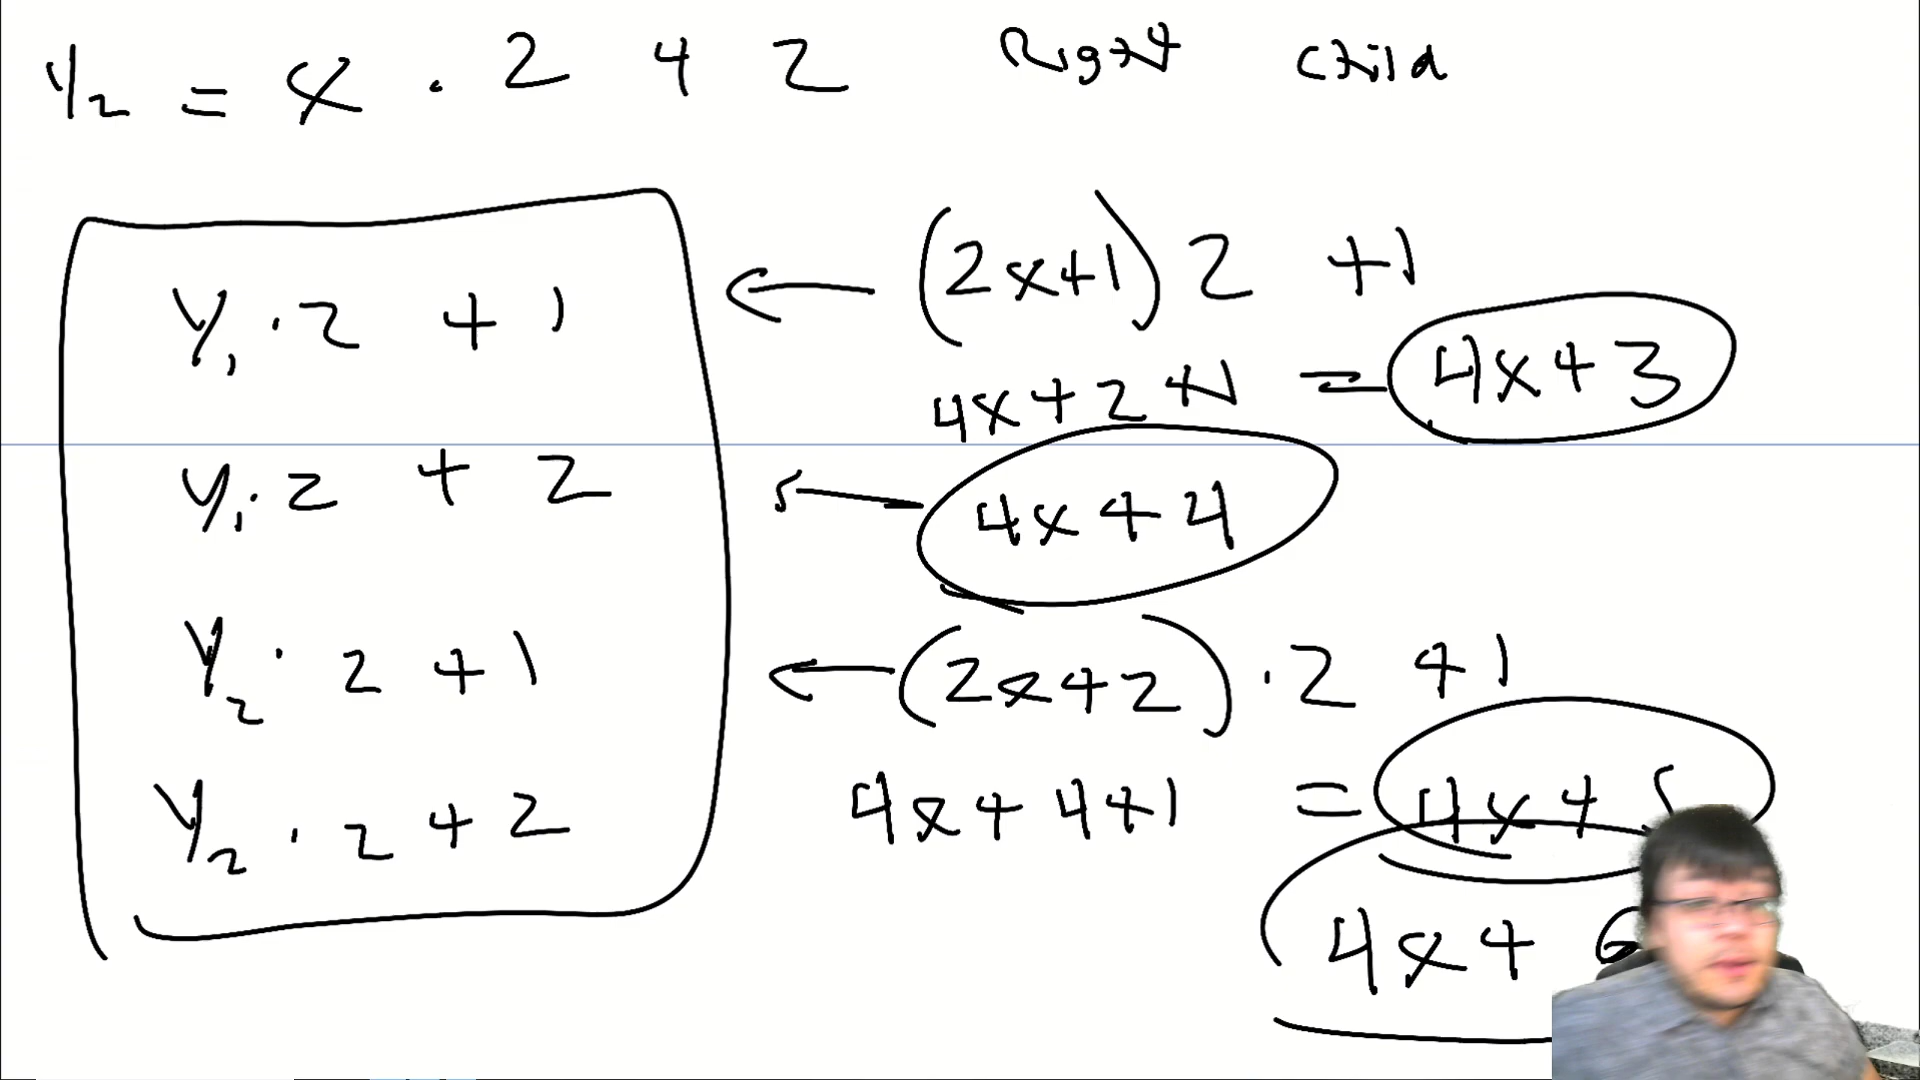 y₂ = x · 2 + 2 Right Child
y₁ · 2 + 1 ← (2x+1) 2 +1
4x+2+1 = 4x+3
y₁ · 2 + 2 ← 4x+4
y₂ · 2 + 1 ← (2x+2) · 2 +1
y₂ · 2 + 2 4x+4+1 = 4x+5
4x+6